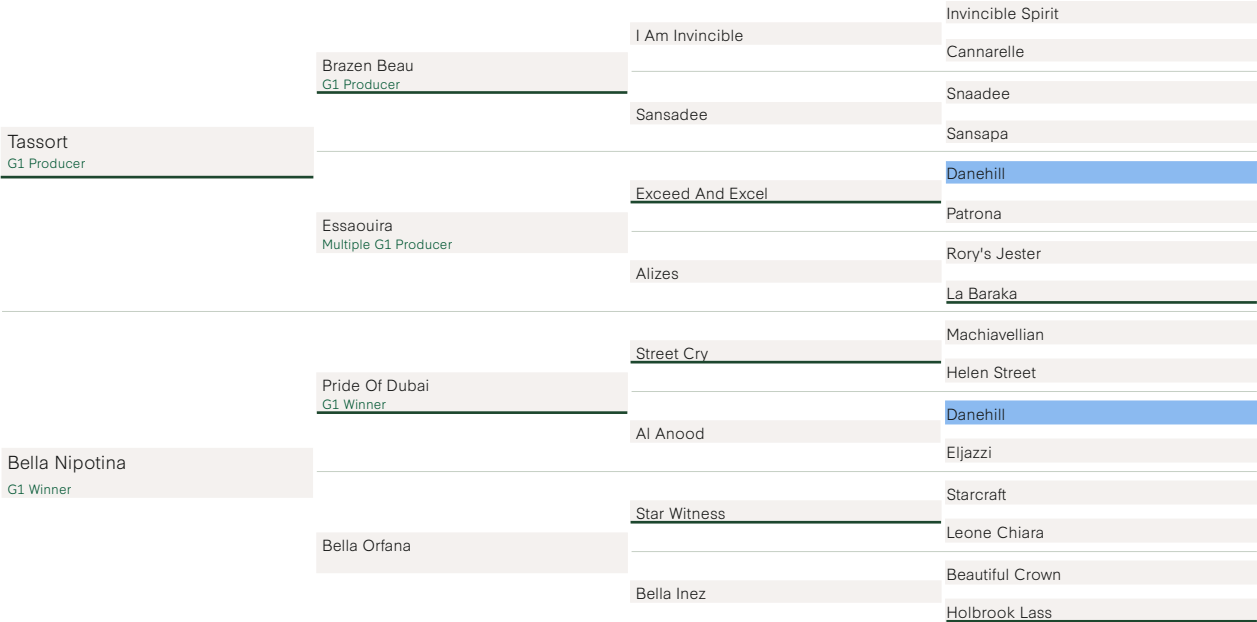 Tassort
G1 Producer
Bella Nipotina
G1 Winner
Brazen Beau
G1 Producer
Essaouira
Multiple G1 Producer
Pride Of Dubai
G1 Winner
Bella Orfana
I Am Invincible
Sansadee
Exceed And Excel
Alizes
Street Cry
Al Anood
Star Witness
Bella Inez
Invincible Spirit
Cannarelle
Snaadee
Sansapa
Danehill
Patrona
Rory's Jester
La Baraka
Machiavellian
Helen Street
Danehill
Eljazzi
Starcraft
Leone Chiara
Beautiful Crown
Holbrook Lass